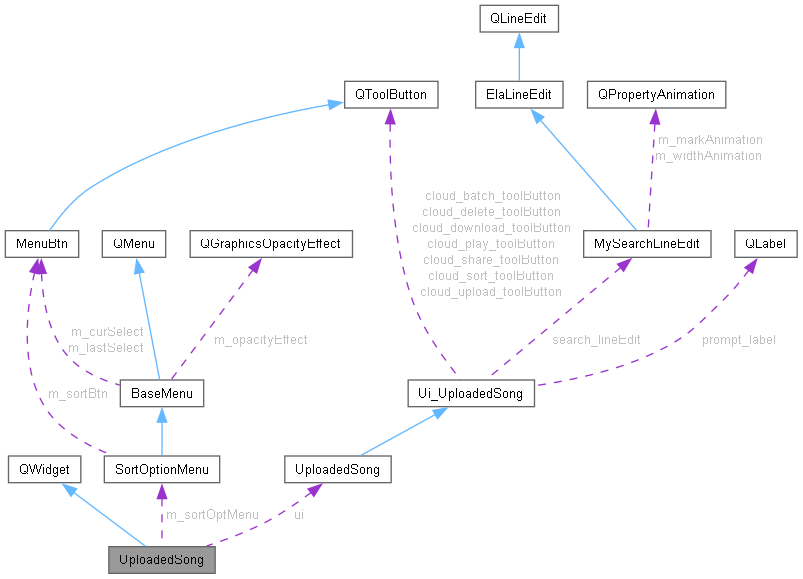 QLineEdit
QToolButton
ElaLineEdit
QPropertyAnimation
m_markAnimation
m_widthAnimation
cloud_batch_toolButton
cloud_delete_toolButton
cloud_download_toolButton
cloud_play_toolButton
cloud_share_toolButton
cloud_sort_toolButton
cloud_upload_toolButton
MenuBtn
QMenu
QGraphicsOpacityEffect
MySearchLineEdit
QLabel
m_curSelect
m_lastSelect
m_opacityEffect
search_lineEdit
prompt_label
m_sortBtn
BaseMenu
Ui_UploadedSong
QWidget
SortOptionMenu
UploadedSong
m_sortOptMenu
ui
UploadedSong